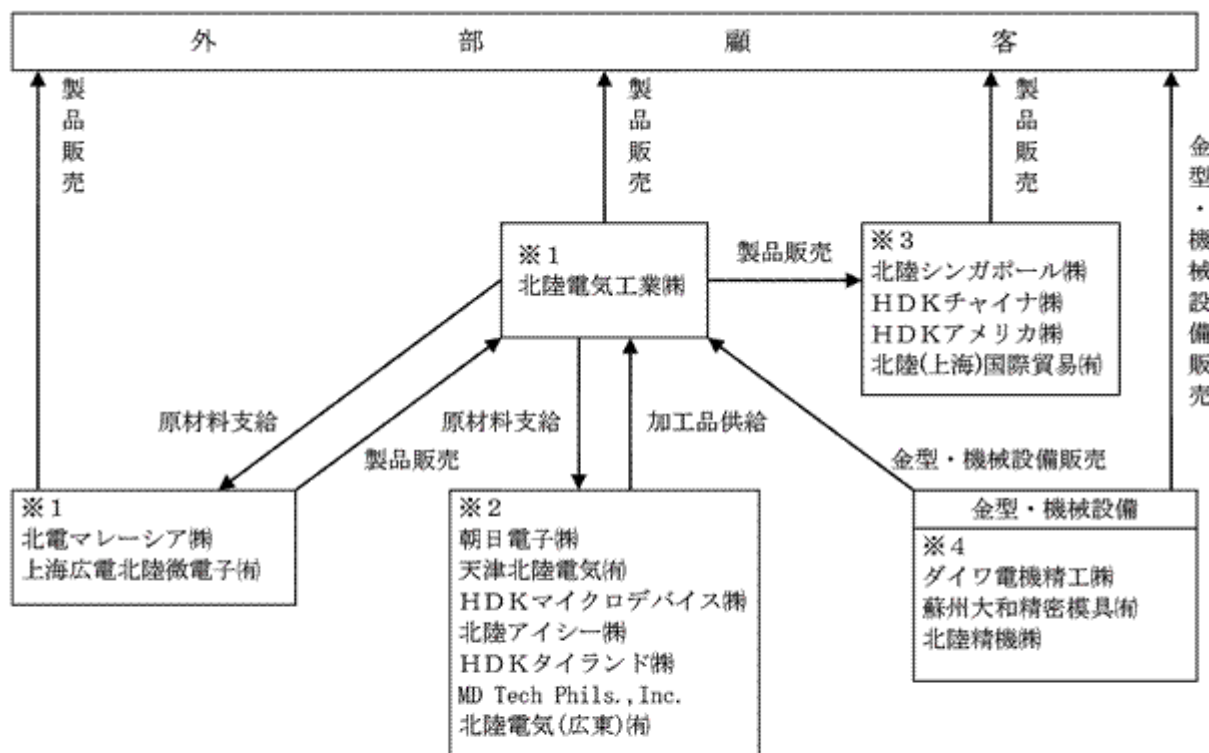 外部顧客
製品販売
製品販売
製品販売
金型・機械設備販売
※1
北陸電気工業㈱
製品販売
※3
北陸シンガポール㈱
HDKチャイナ㈱
HDKアメリカ㈱
北陸(上海)国際貿易㈲
原材料支給
製品販売
原材料支給
加工品供給
金型・機械設備販売
※1
北電マレーシア㈱
上海広電北陸微電子㈲
※2
朝日電子㈱
天津北陸電気㈲
HDKマイクロデバイス㈱
北陸アイシー㈱
HDKタイランド㈱
MD Tech Phils.,Inc.
北陸電気(広東)㈲
金型・機械設備
※4
ダイワ電機精工㈱
蘇州大和精密模具㈲
北陸精機㈱